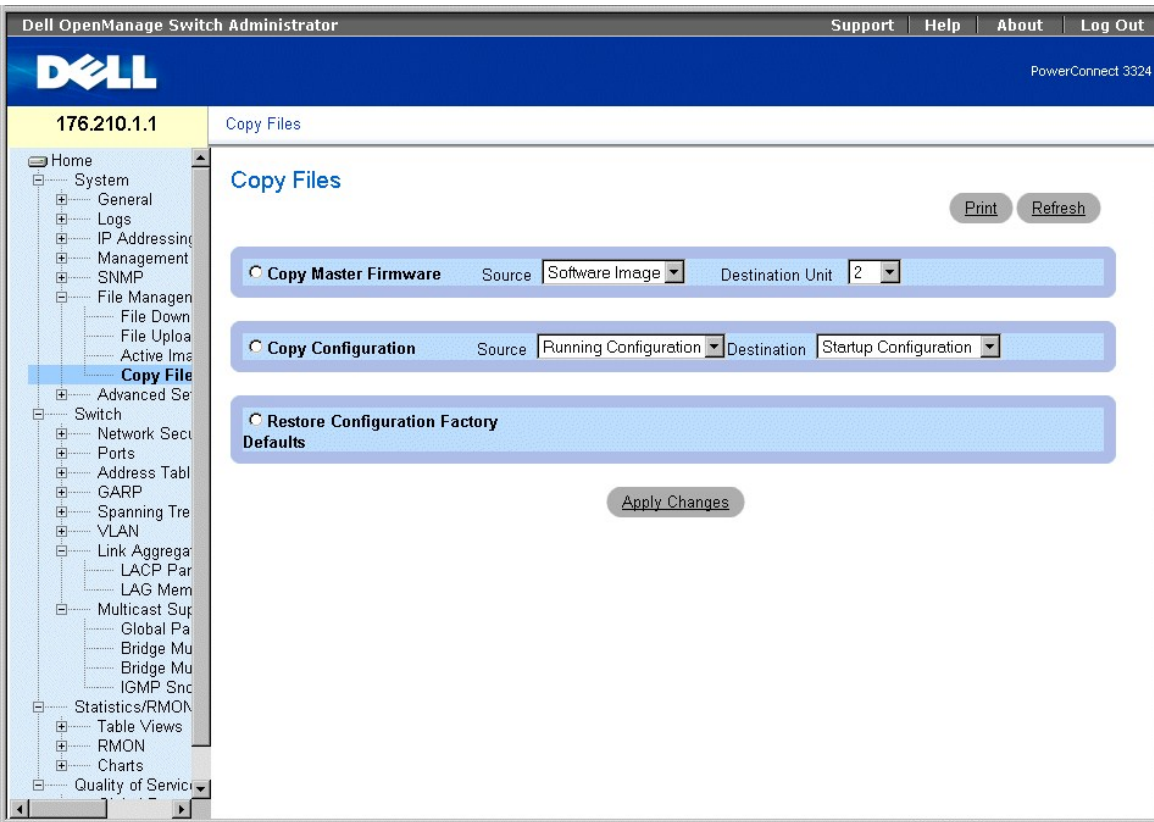 Dell OpenManage Switch Administrator
Support
Help
About
Log Out
DELL
PowerConnect 3324
176.210.1.1
Copy Files
Home
System
General
Logs
IP Addressing
Management
SNMP
File Managen
File Down
File Uploa
Active Ima
Copy File
Advanced Se
Switch
Network Secu
Ports
Address Tabl
GARP
Spanning Tre
VLAN
Link Aggrega
LACP Par
LAG Mem
Multicast Sup
Global Pa
Bridge Mu
Bridge Mu
IGMP Sno
Statistics/RMON
Table Views
RMON
Charts
Quality of Servic
Copy Files
Print
Refresh
Copy Master Firmware Source Software Image Destination Unit 2
Copy Configuration Source Running Configuration Destination Startup Configuration
Restore Configuration Factory
Defaults
Apply Changes